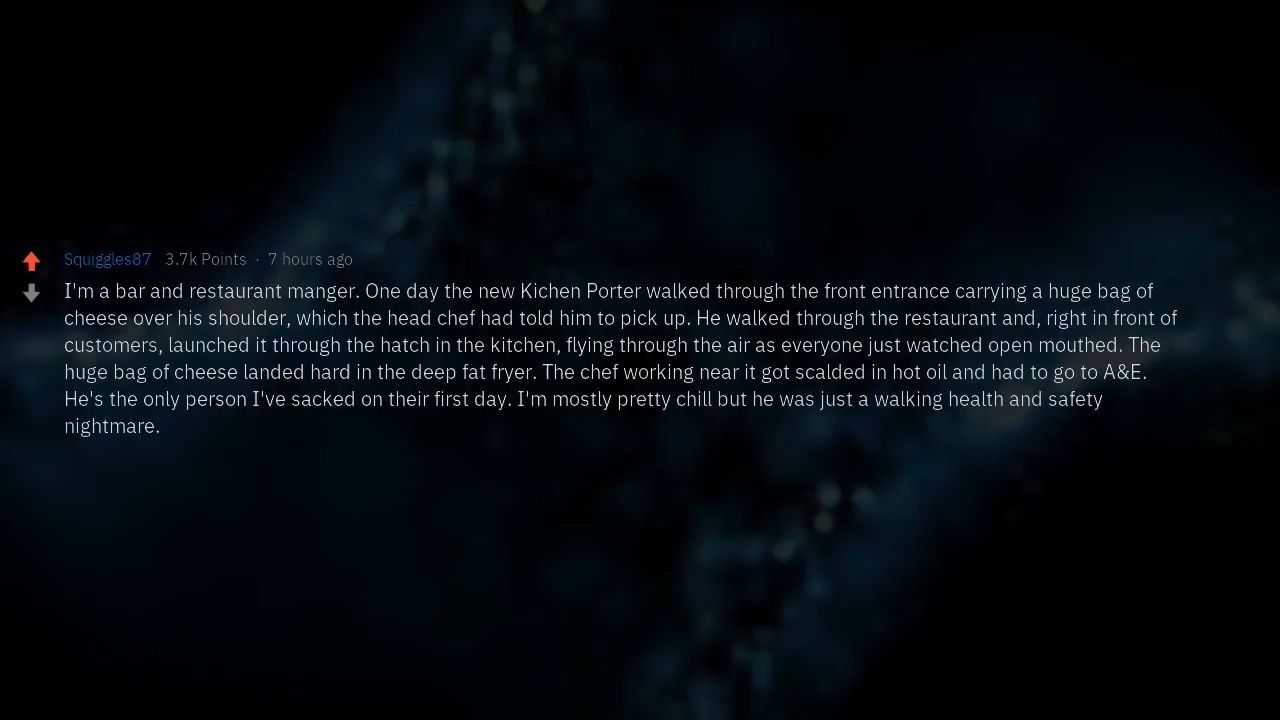 Squiggles87 3.7k Points · 7 hours ago
I'm a bar and restaurant manger. One day the new Kichen Porter walked through the front entrance carrying a huge bag of
cheese over his shoulder, which the head chef had told him to pick up. He walked through the restaurant and, right in front of
customers, launched it through the hatch in the kitchen, flying through the air as everyone just watched open mouthed. The
huge bag of cheese landed hard in the deep fat fryer. The chef working near it got scalded in hot oil and had to go to A&E.
He's the only person I've sacked on their first day. I'm mostly pretty chill but he was just a walking health and safety
nightmare.